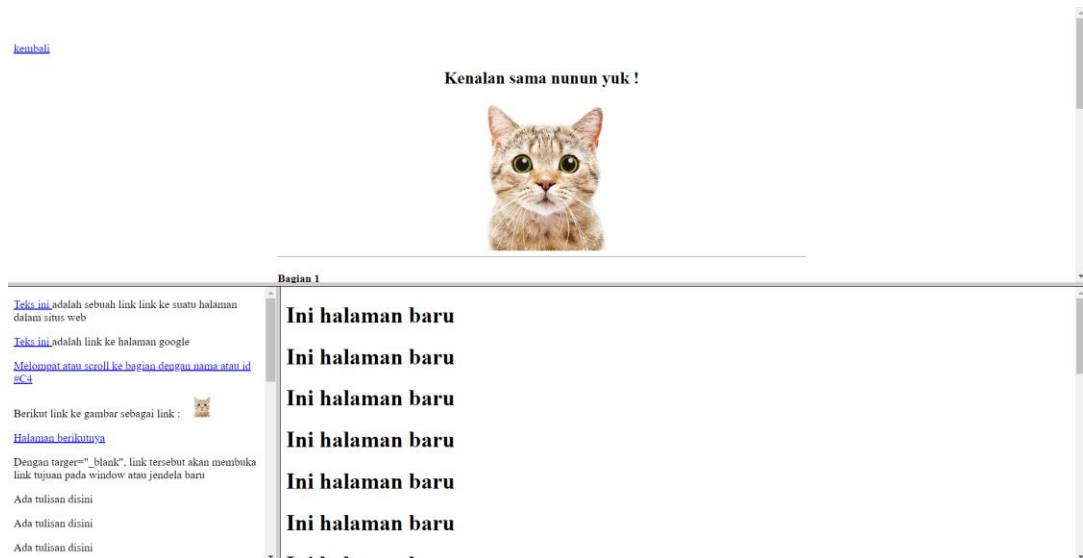 kembali
Kenalan sama nunun yuk !
Bagian 1
Teks ini adalah sebuah link link ke suatu halaman
dalam situs web
Teks ini adalah link ke halaman google
Melompat atau scroll ke bagian dengan nama atau id
#C4
Berikut link ke gambar sebagai link :
Halaman berikutnya
Dengan targer="_blank", link tersebut akan membuka
link tujuan pada window atau jendela baru
Ada tulisan disini
Ada tulisan disini
Ada tulisan disini
Ini halaman baru
Ini halaman baru
Ini halaman baru
Ini halaman baru
Ini halaman baru
Ini halaman baru